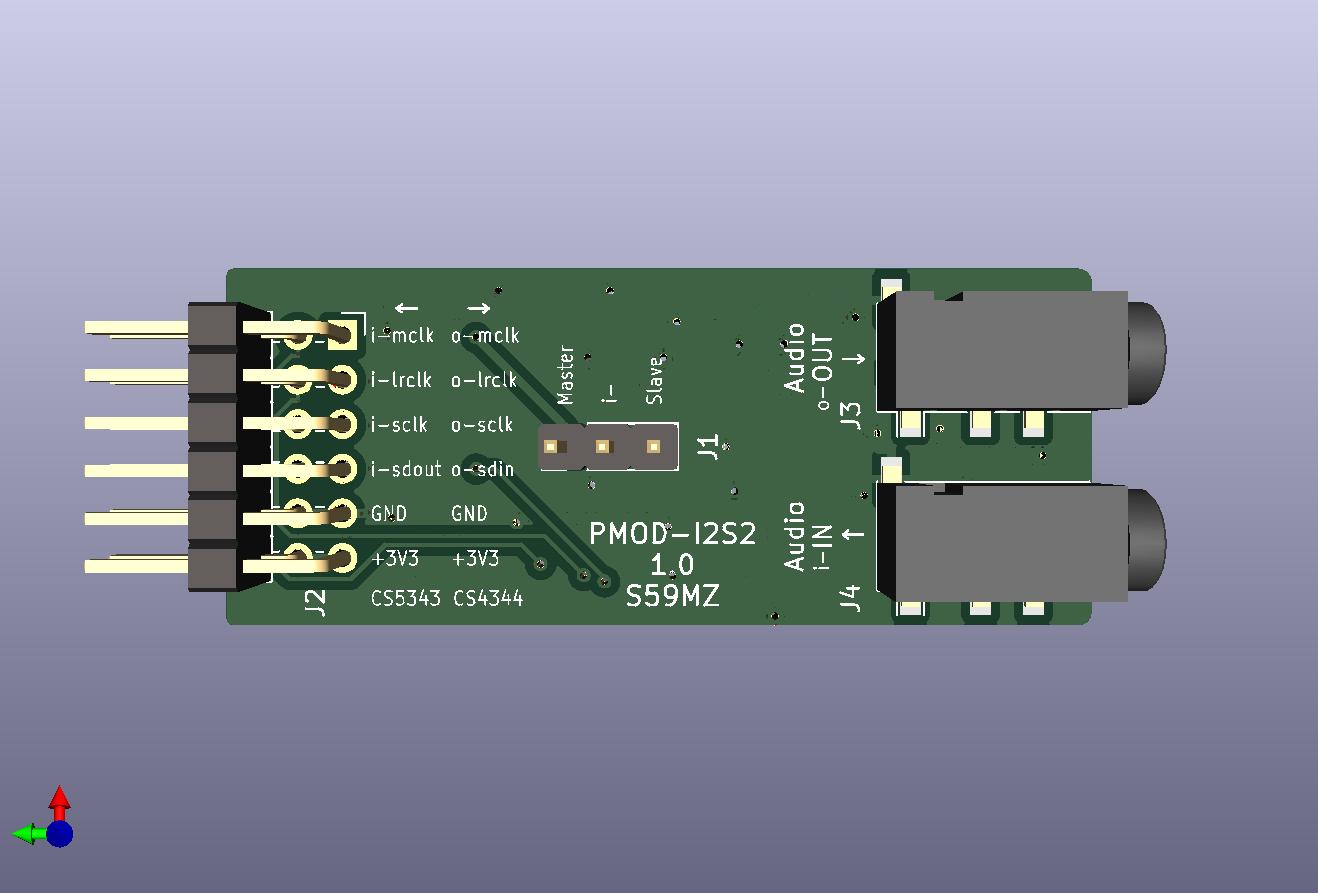 ← →
i-mclk o-mclk
i-lrclk o-lrclk
i-sclk o-sclk
i-sdout o-sdin
GND GND
+3V3 +3V3
CS5343 CS4344
J2
Master
i-
Slave
J1
PMOD-I2S2
1.0
S59MZ
Audio
o-OUT
↓
J3
Audio
i-IN
↑
J4